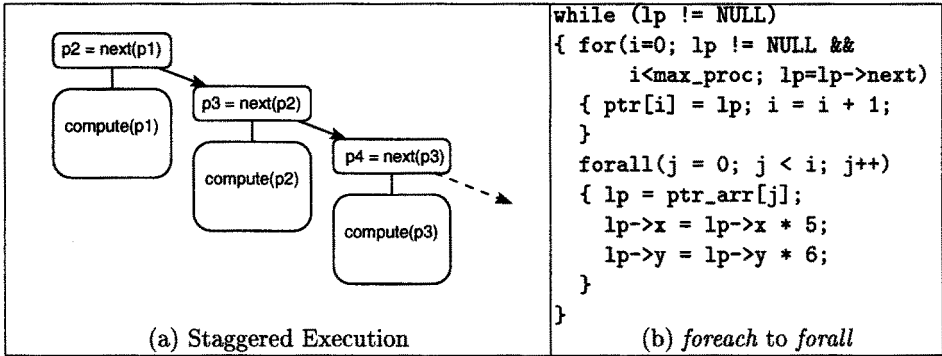 p2 = next(p1)
compute(p1)
p3 = next(p2)
compute(p2)
p4 = next(p3)
compute(p3)
(a) Staggered Execution
while (lp != NULL)
{ for(i=0; lp != NULL &&
i<max_proc; lp=lp->next)
{ ptr[i] = lp; i = i + 1;
}
forall(j = 0; j < i; j++)
{ lp = ptr_arr[j];
lp->x = lp->x * 5;
lp->y = lp->y * 6;
}
}
(b) foreach to forall